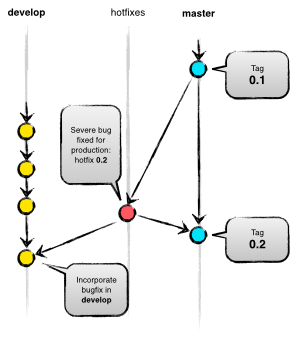 develop
hotfixes
master
Tag
0.1
Severe bug
fixed for
production:
hotfix 0.2
Tag
0.2
Incorporate
bugfix in
develop